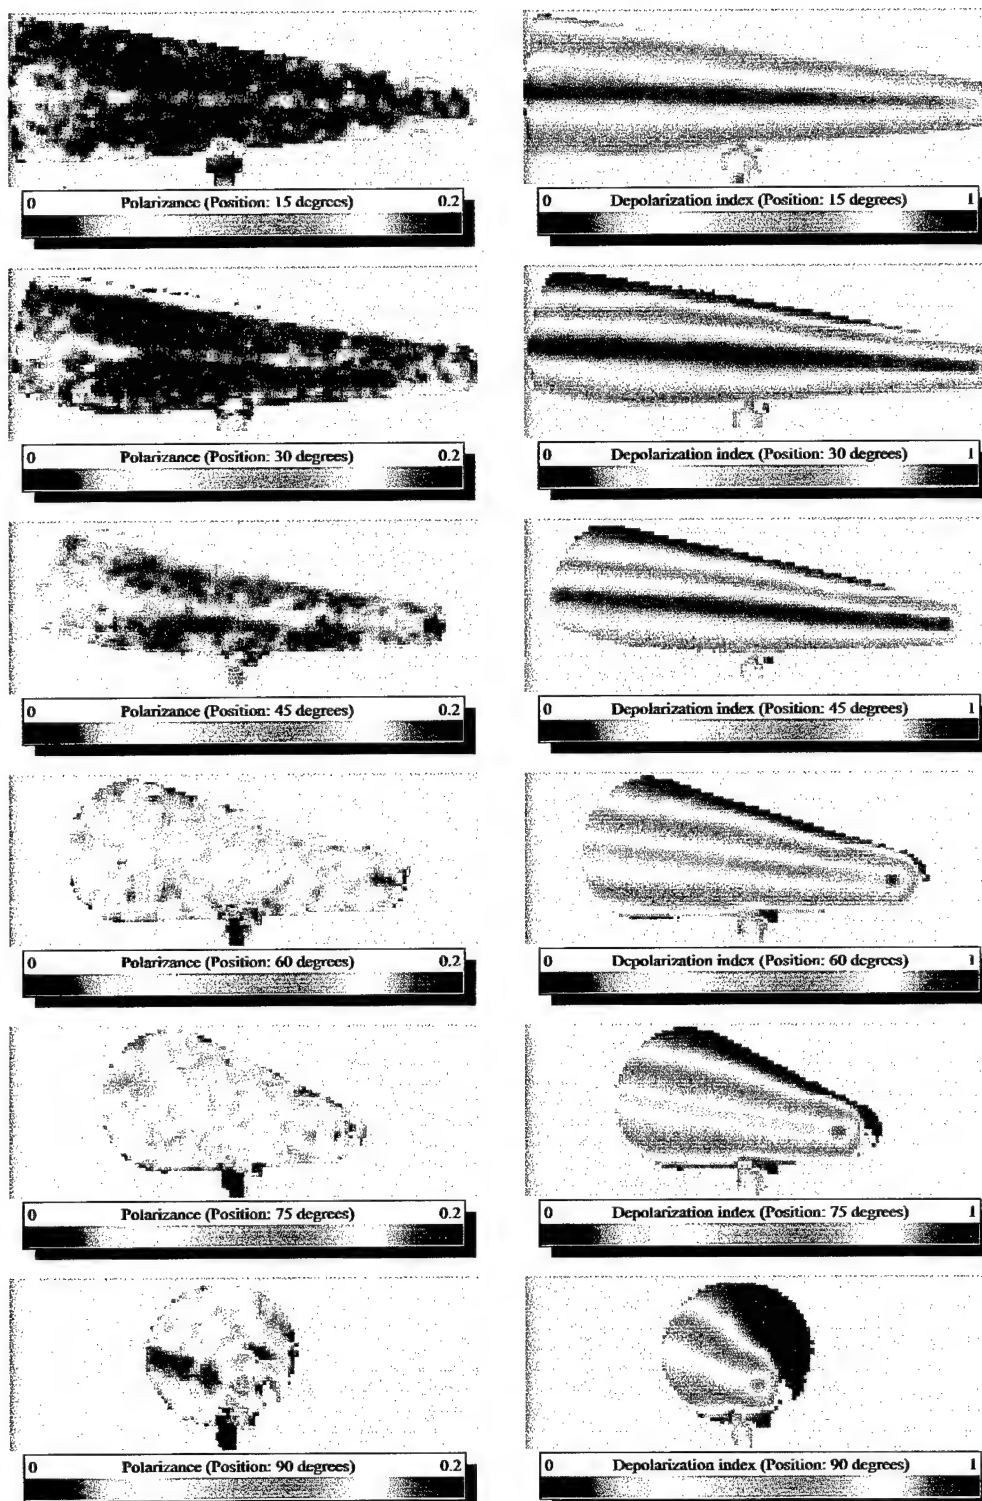 0 Polarizance (Position: 15 degrees) 0.2
0 Depolarization index (Position: 15 degrees) 1
0 Polarizance (Position: 30 degrees) 0.2
0 Depolarization index (Position: 30 degrees) 1
0 Polarizance (Position: 45 degrees) 0.2
0 Depolarization index (Position: 45 degrees) 1
0 Polarizance (Position: 60 degrees) 0.2
0 Depolarization index (Position: 60 degrees) 1
0 Polarizance (Position: 75 degrees) 0.2
0 Depolarization index (Position: 75 degrees) 1
0 Polarizance (Position: 90 degrees) 0.2
0 Depolarization index (Position: 90 degrees) 1